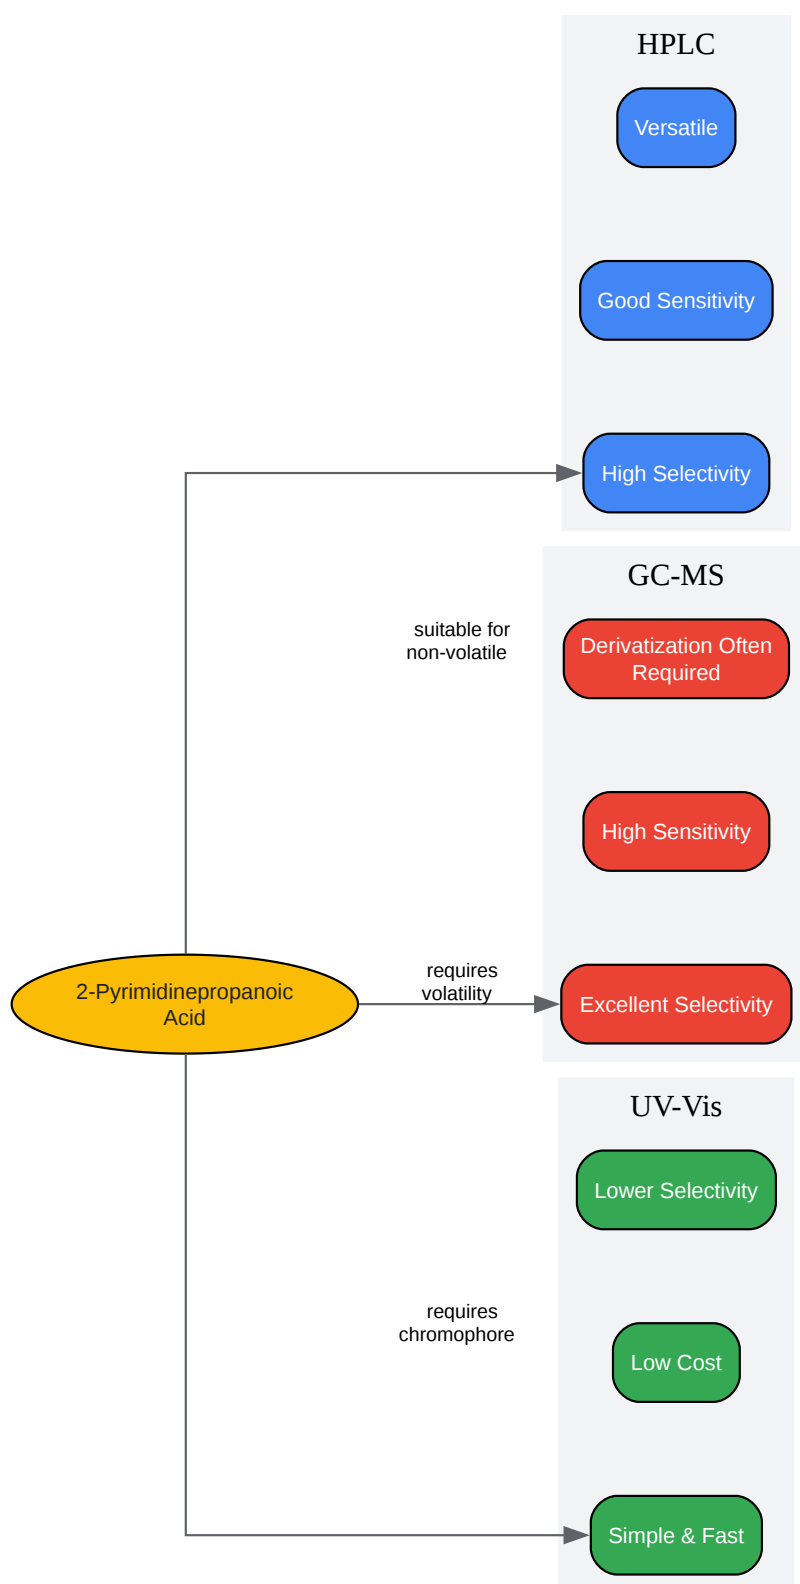 HPLC
Versatile
Good Sensitivity
High Selectivity
GC-MS
suitable for
non-volatile
Derivatization Often
Required
High Sensitivity
2-Pyrimidinepropanoic
Acid
requires
volatility
Excellent Selectivity
UV-Vis
Lower Selectivity
requires
chromophore
Low Cost
Simple & Fast